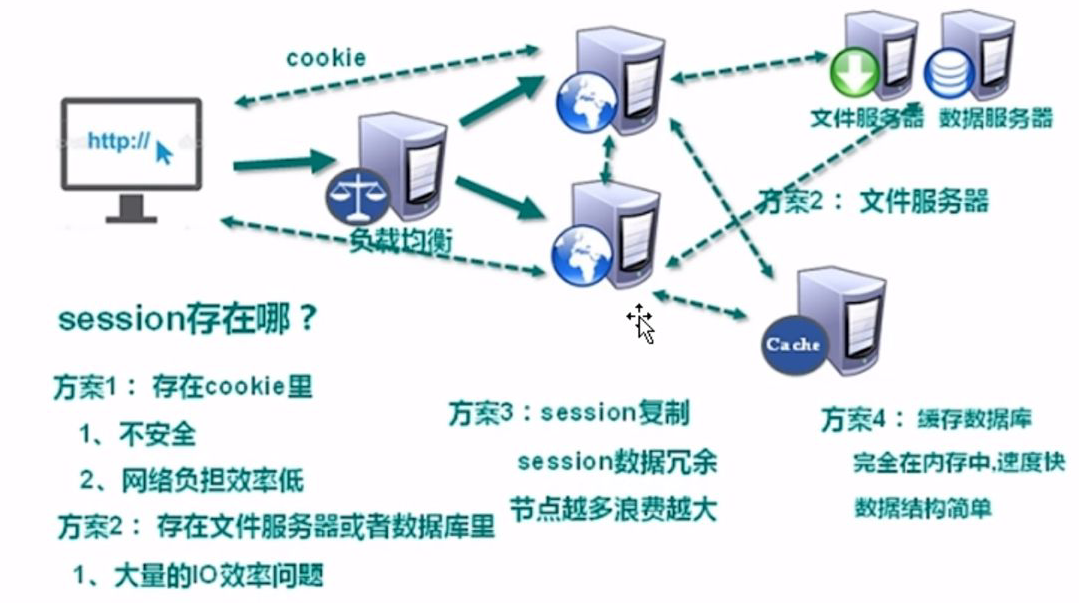 cookie
http://
负载均衡
文件服务器
数据服务器
方案2： 文件服务器
Cache
session存在哪？
方案1： 存在cookie里
1、不安全
2、网络负担效率低
方案2： 存在文件服务器或者数据库里
1、大量的IO效率问题
方案3：session复制
session数据冗余
节点越多浪费越大
方案4： 缓存数据库
完全在内存中,速度快
数据结构简单